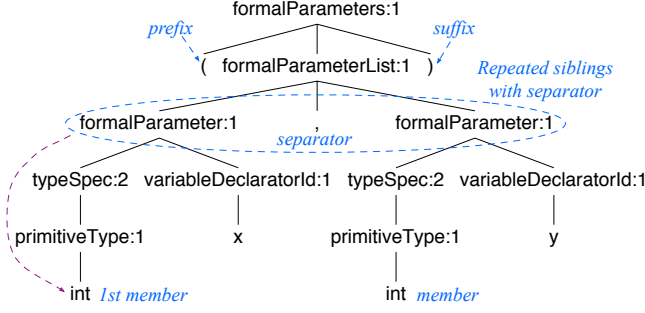 formalParameters:1
prefix
suffix
( formalParameterList:1 )
Repeated siblings
with separator
formalParameter:1
,
formalParameter:1
separator
typeSpec:2 variableDeclaratorId:1 typeSpec:2 variableDeclaratorId:1
primitiveType:1 x primitiveType:1 y
int 1st member int member